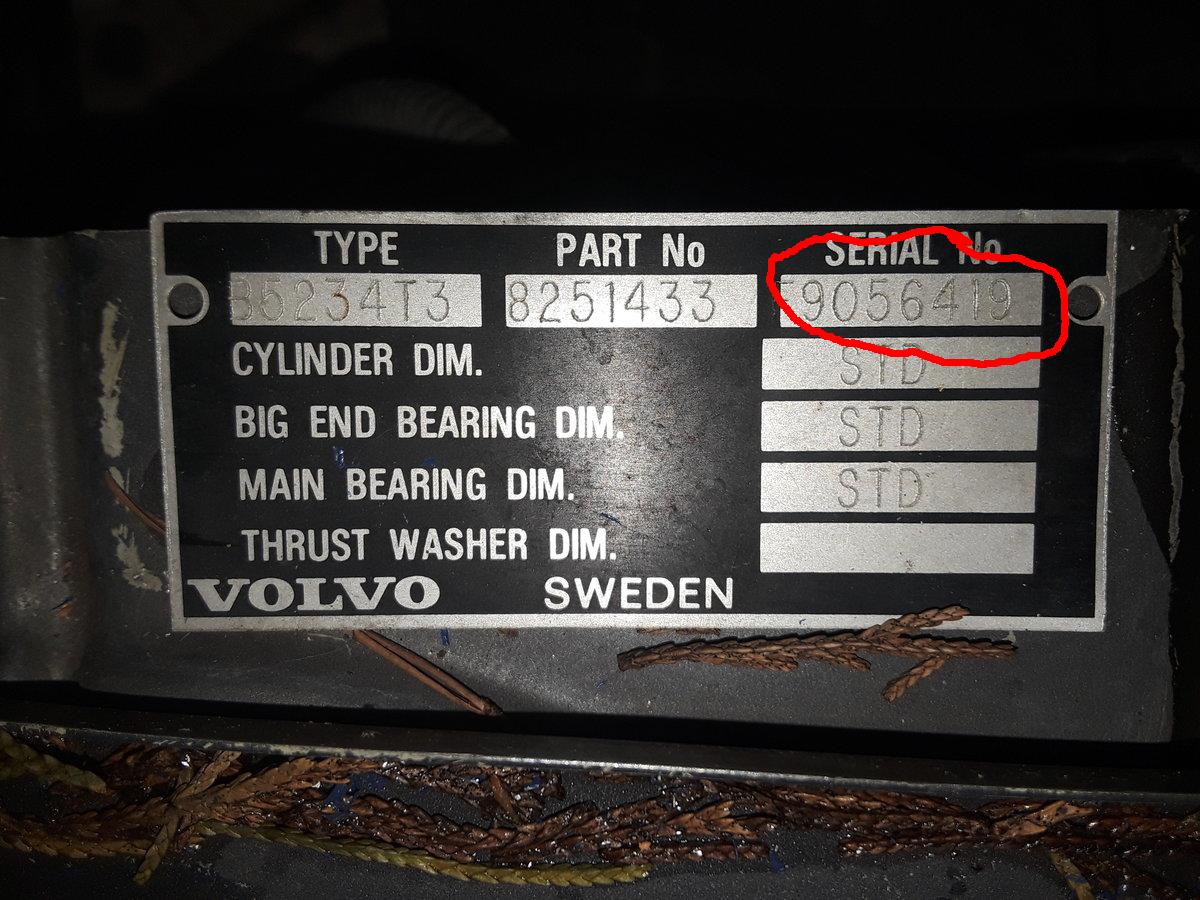 TYPE PART No SERIAL No
B5234T3 8251433 F9056419
CYLINDER DIM. STD
BIG END BEARING DIM. STD
MAIN BEARING DIM. STD
THRUST WASHER DIM.
VOLVO SWEDEN